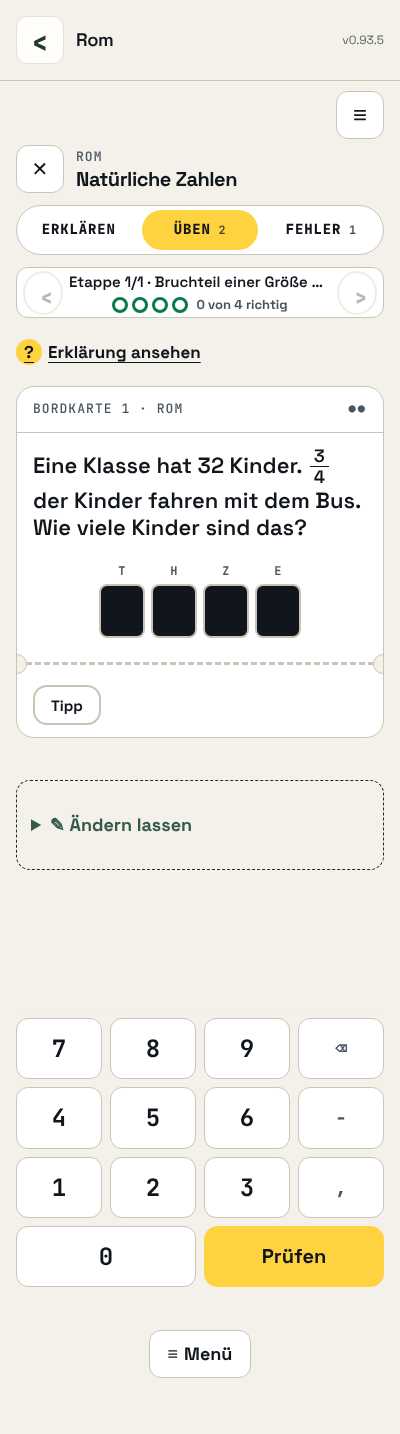 < Rom v0.93.5
≡
✕ ROM
Natürliche Zahlen
ERKLÄREN ÜBEN 2 FEHLER 1
< Etappe 1/1 · Bruchteil einer Größe ... >
0 von 4 richtig
? Erklärung ansehen
BORDKARTE 1 · ROM
Eine Klasse hat 32 Kinder. 3/4
der Kinder fahren mit dem Bus.
Wie viele Kinder sind das?
T H Z E
Tipp
▶ ✎ Ändern lassen
7 8 9 ⌫
4 5 6 -
1 2 3 ,
0 Prüfen
≡ Menü